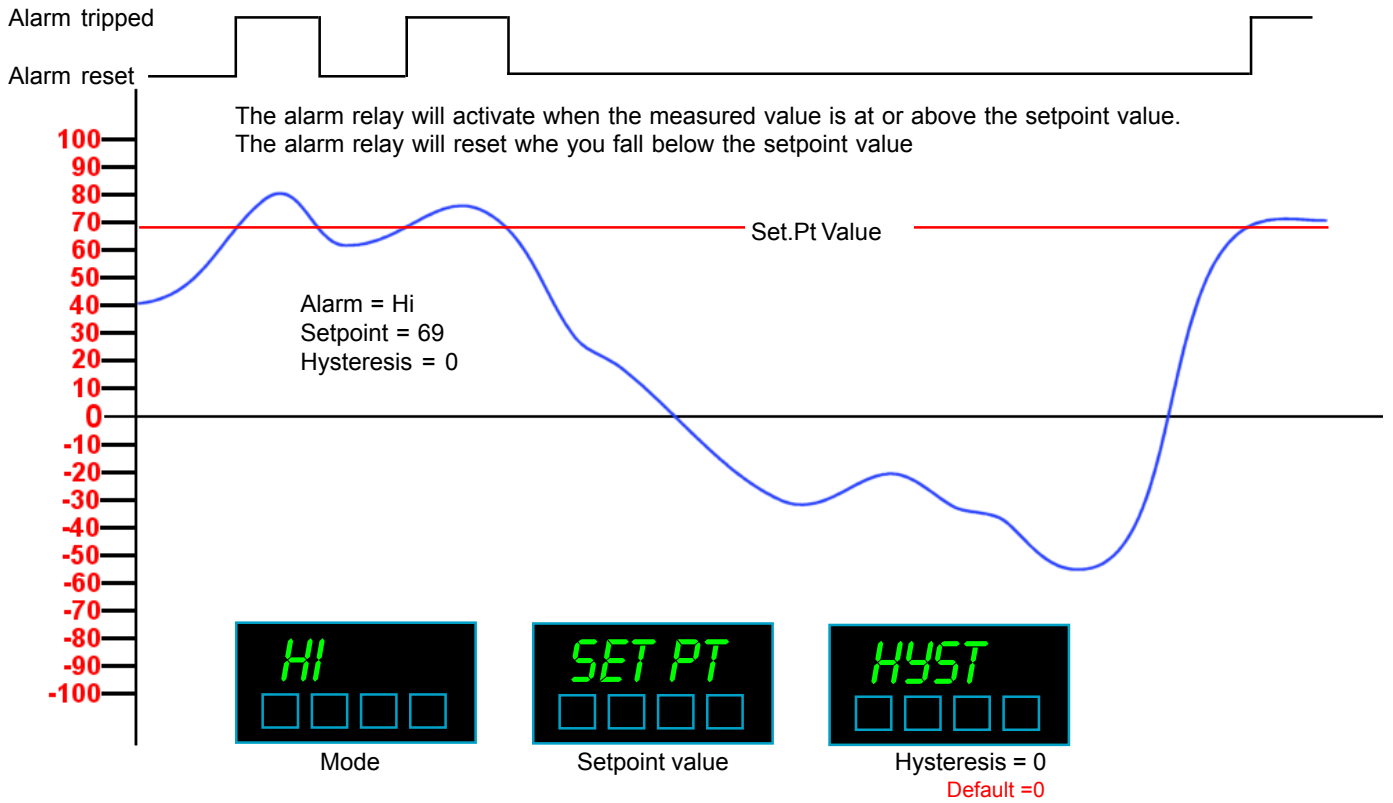 Alarm tripped
Alarm reset
The alarm relay will activate when the measured value is at or above the setpoint value.
The alarm relay will reset whe you fall below the setpoint value
100
90
80
70
60
50
40
30
20
10
0
-10
-20
-30
-40
-50
-60
-70
-80
-90
-100
Set.Pt Value
Alarm = Hi
Setpoint = 69
Hysteresis = 0
HI
SET PT
HYST
Mode
Setpoint value
Hysteresis = 0
Default =0